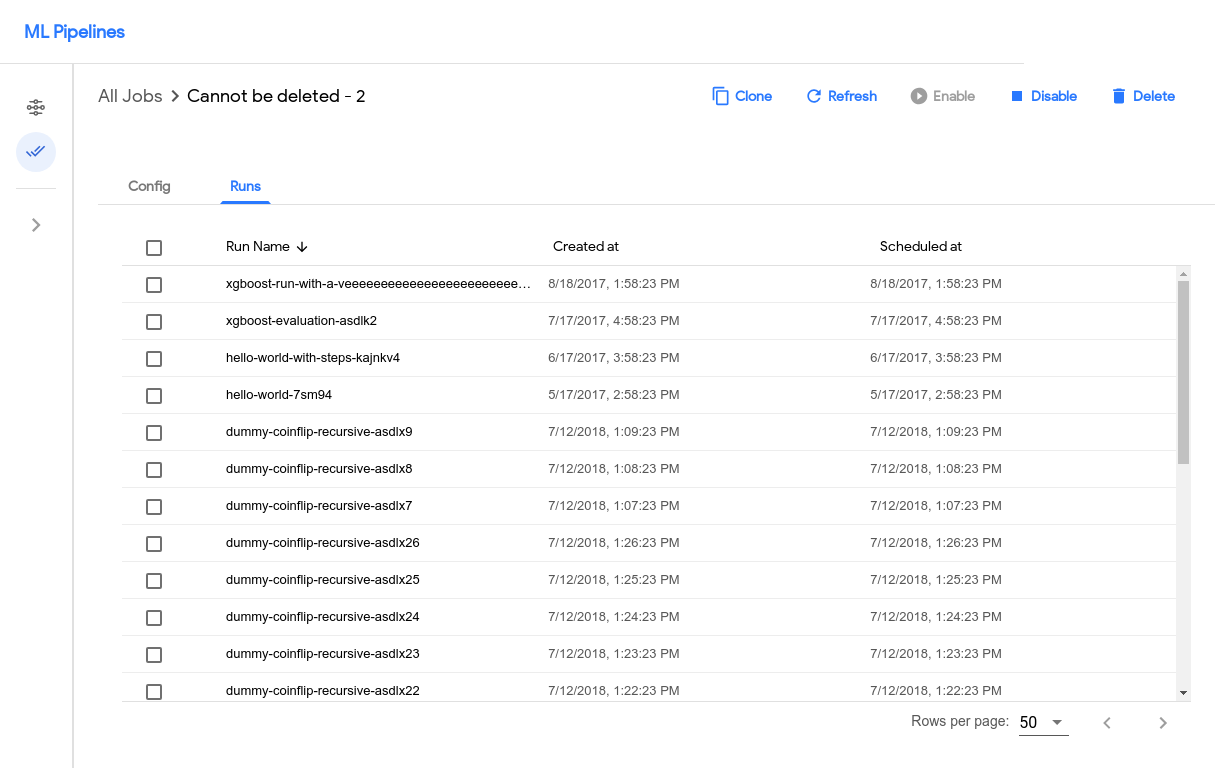 ML Pipelines
All Jobs > Cannot be deleted - 2
Clone Refresh Enable Disable Delete
Config Runs
Run Name Created at Scheduled at
xgboost-run-with-a-veeeeeeeeeeeeeeeeeeeeeeee… 8/18/2017, 1:58:23 PM 8/18/2017, 1:58:23 PM
xgboost-evaluation-asdlk2 7/17/2017, 4:58:23 PM 7/17/2017, 4:58:23 PM
hello-world-with-steps-kajnkv4 6/17/2017, 3:58:23 PM 6/17/2017, 3:58:23 PM
hello-world-7sm94 5/17/2017, 2:58:23 PM 5/17/2017, 2:58:23 PM
dummy-coinflip-recursive-asdlx9 7/12/2018, 1:09:23 PM 7/12/2018, 1:09:23 PM
dummy-coinflip-recursive-asdlx8 7/12/2018, 1:08:23 PM 7/12/2018, 1:08:23 PM
dummy-coinflip-recursive-asdlx7 7/12/2018, 1:07:23 PM 7/12/2018, 1:07:23 PM
dummy-coinflip-recursive-asdlx26 7/12/2018, 1:26:23 PM 7/12/2018, 1:26:23 PM
dummy-coinflip-recursive-asdlx25 7/12/2018, 1:25:23 PM 7/12/2018, 1:25:23 PM
dummy-coinflip-recursive-asdlx24 7/12/2018, 1:24:23 PM 7/12/2018, 1:24:23 PM
dummy-coinflip-recursive-asdlx23 7/12/2018, 1:23:23 PM 7/12/2018, 1:23:23 PM
dummy-coinflip-recursive-asdlx22 7/12/2018, 1:22:23 PM 7/12/2018, 1:22:23 PM
Rows per page: 50